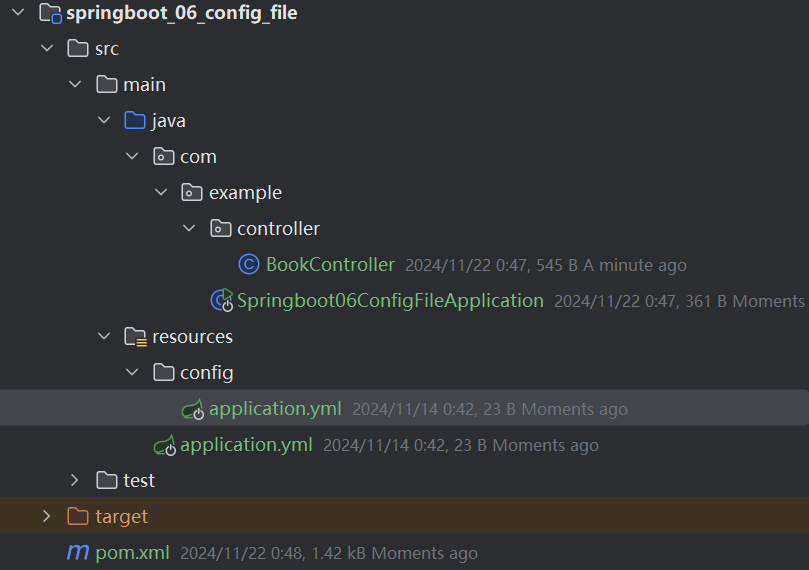 springboot_06_config_file
src
main
java
com
example
controller
BookController 2024/11/22 0:47, 545 B A minute ago
Springboot06ConfigFileApplication 2024/11/22 0:47, 361 B Moments
resources
config
application.yml 2024/11/14 0:42, 23 B Moments ago
application.yml 2024/11/14 0:42, 23 B Moments ago
test
target
pom.xml 2024/11/22 0:48, 1.42 kB Moments ago